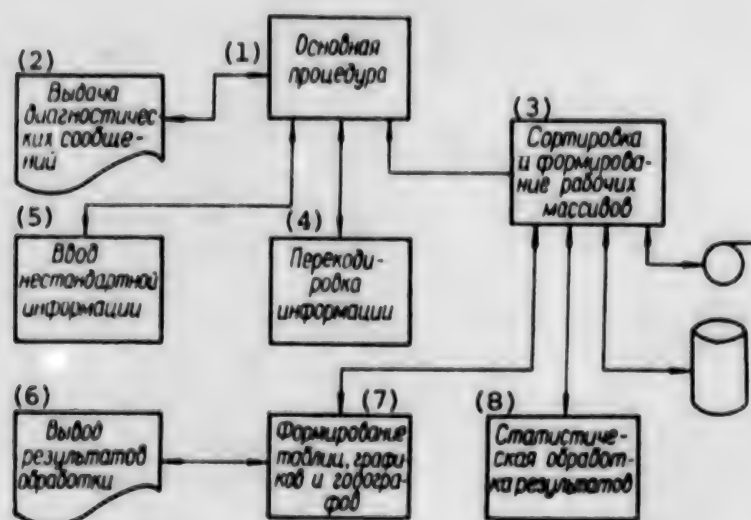 (1)
Основная
процедура
(2)
Выдача
диагностичес-
ких сообще-
ний
(3)
Сортировка
и формирова-
ние рабочих
массивов
(5)
Ввод
нестандартной
информации
(4)
Перекоди-
ровка
информации
(6)
Вывод
результатов
обработки
(7)
Формирование
таблиц, графи-
ков и годогра-
фов
(8)
Статистиче-
ская обработ-
ка результатов